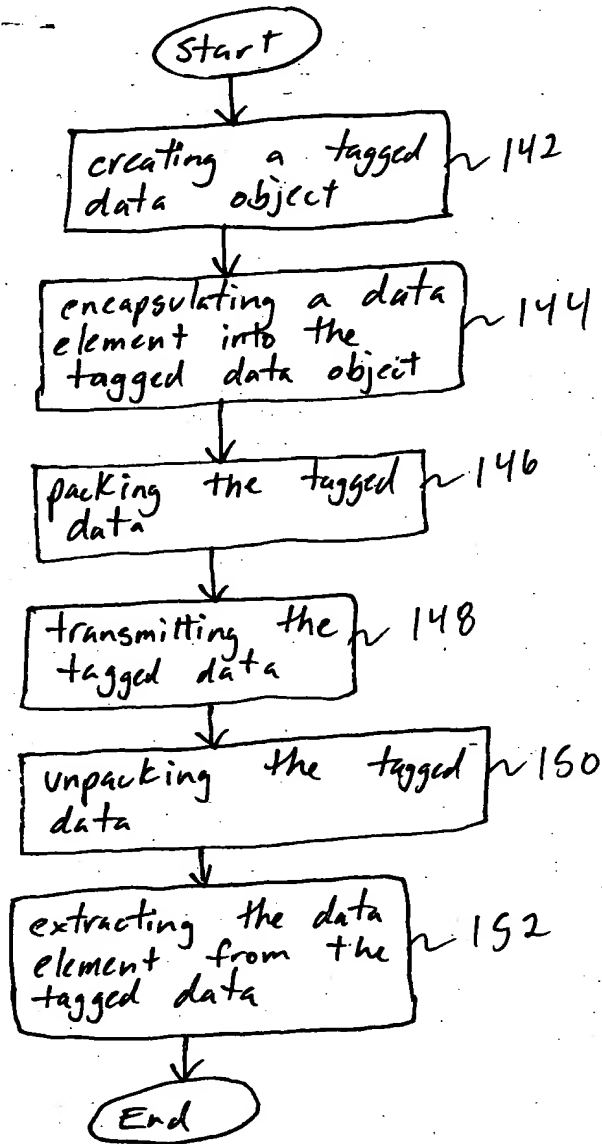 Start
creating a tagged
data object
142
encapsulating a data
element into the
tagged data object
144
packing the tagged
data
146
transmitting the
tagged data
148
unpacking the tagged
data
150
extracting the data
element from the
tagged data
152
End